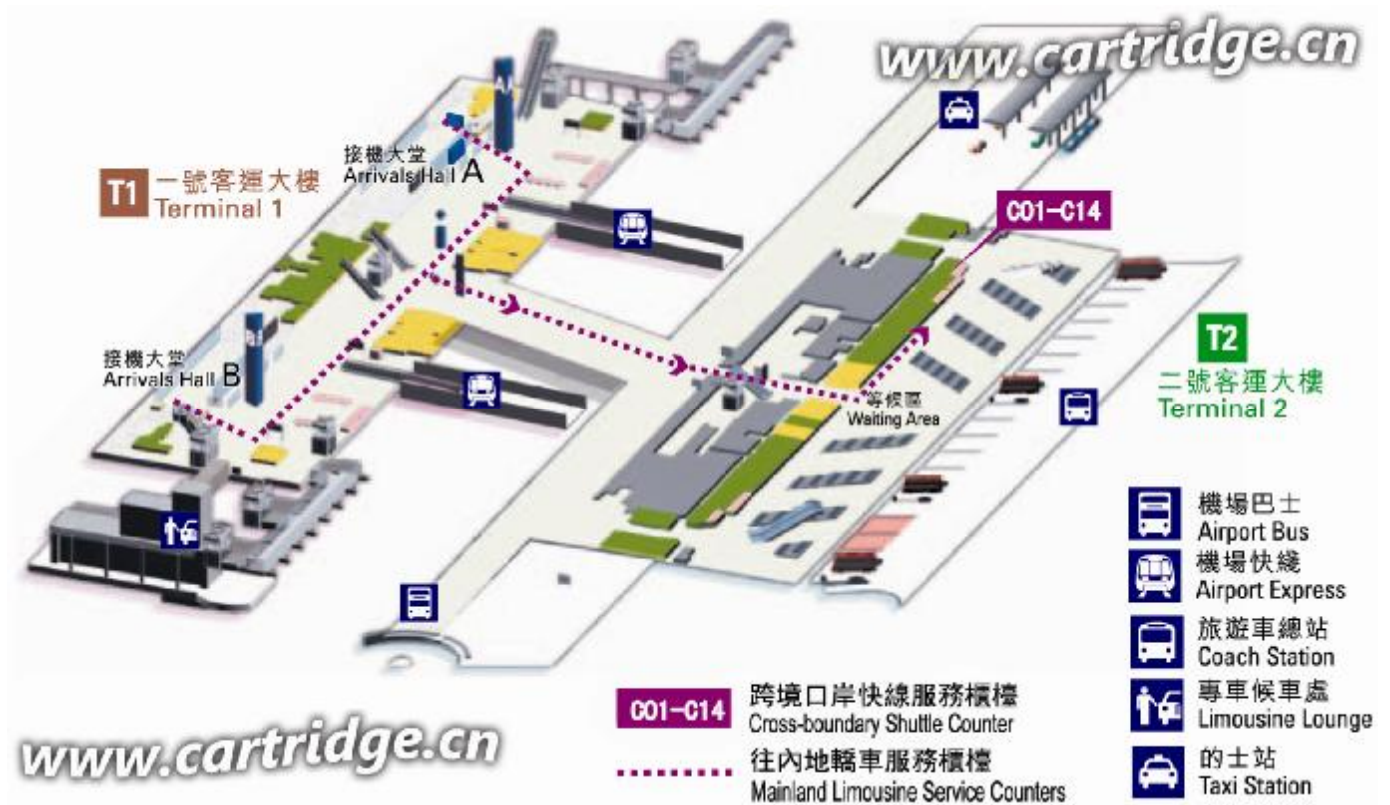 www.cartridge.cn
接機大堂
Arrivals Hall A
T1
一號客運大樓
Terminal 1
C01-C14
接機大堂
Arrivals Hall B
T2
二號客運大樓
Terminal 2
等候區
Waiting Area
機場巴士
Airport Bus
機場快綫
Airport Express
旅遊車總站
Coach Station
專車候車處
Limousine Lounge
的士站
Taxi Station
C01-C14
跨境口岸快線服務櫃檯
Cross-boundary Shuttle Counter
往內地轎車服務櫃檯
Mainland Limousine Service Counters
www.cartridge.cn